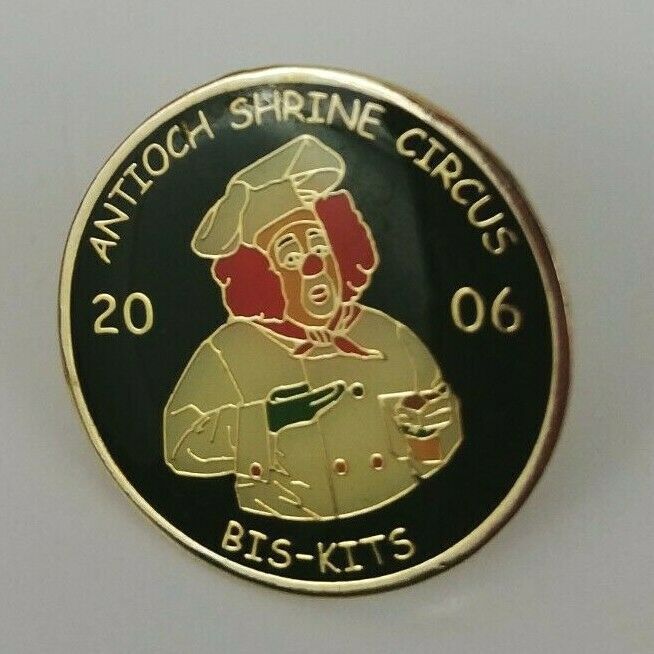 ANTIOCH SHRINE CIRCUS
20 06
BIS-KITS